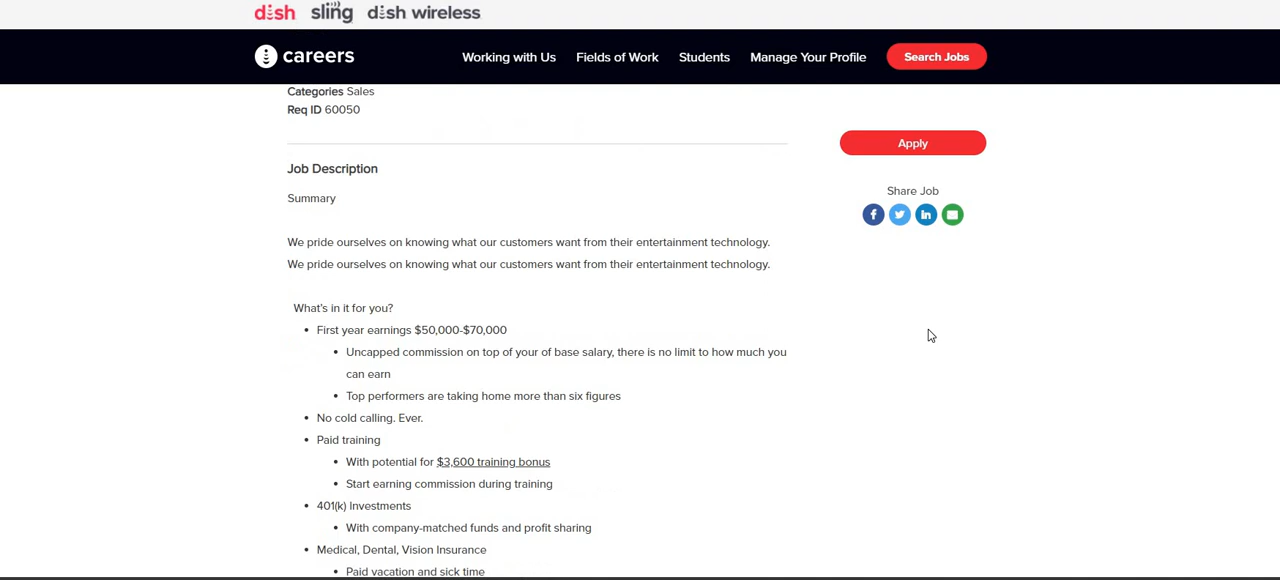 dish sling dish wireless
careers Working with Us Fields of Work Students Manage Your Profile Search Jobs
Categories Sales
Req ID 60050
Apply
Job Description
Share Job
Summary
We pride ourselves on knowing what our customers want from their entertainment technology.
We pride ourselves on knowing what our customers want from their entertainment technology.
What's in it for you?
• First year earnings $50,000-$70,000
• Uncapped commission on top of your of base salary, there is no limit to how much you
can earn
• Top performers are taking home more than six figures
• No cold calling. Ever.
• Paid training
• With potential for $3,600 training bonus
• Start earning commission during training
• 401(k) Investments
• With company-matched funds and profit sharing
• Medical, Dental, Vision Insurance
• Paid vacation and sick time